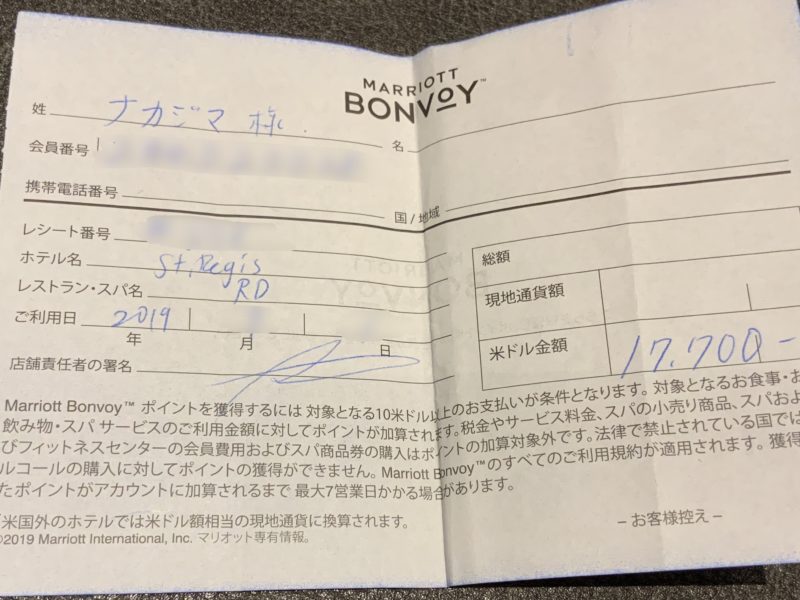 MARRIOTT
BONVOY™
姓 ナカジマ 様 名
会員番号
携帯電話番号 国 / 地域
レシート番号
ホテル名 St. Regis
レストラン・スパ名 RD
ご利用日 2019
年 月 日
店舗責任者の署名
総額
現地通貨額
米ドル金額 17.700-
Marriott Bonvoy™ ポイントを獲得するには 対象となる10米ドル以上のお支払いが条件となります。対象となるお食事・お
飲み物・スパ サービスのご利用金額に対してポイントが加算されます。税金やサービス料金、スパの小売り商品、スパおよ
びフィットネスセンターの会員費用およびスパ商品券の購入はポイントの加算対象外です。法律で禁止されている国では
ルコールの購入に対してポイントの獲得ができません。Marriott Bonvoy™のすべてのご利用規約が適用されます。獲得
たポイントがアカウントに加算されるまで 最大7営業日かかる場合があります。
米国外のホテルでは米ドル額相当の現地通貨に換算されます。
©2019 Marriott International, Inc. マリオット専有情報。
– お客様控え –